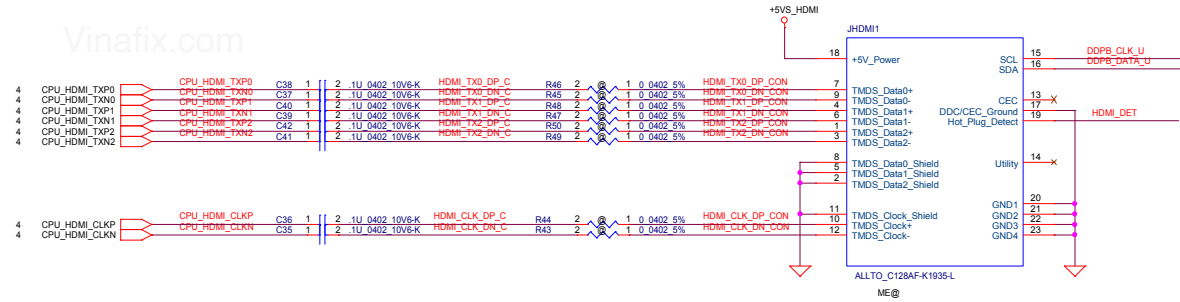 Vinafix.com
+5VS_HDMI
JHDMI1
18 +5V_Power SCL 15 DDPB_CLK_U
SDA 16 DDPB_DATA_U
4 CPU_HDMI_TXP0 CPU_HDMI_TXP0 C38 1 2 .1U_0402_10V6-K HDMI_TX0_DP_C R46 2 @ 1 0_0402_5% HDMI_TX0_DP_CON 7 TMDS_Data0+
4 CPU_HDMI_TXN0 CPU_HDMI_TXN0 C37 1 2 .1U_0402_10V6-K HDMI_TX0_DN_C R45 2 @ 1 0_0402_5% HDMI_TX0_DN_CON 9 TMDS_Data0- CEC 13
4 CPU_HDMI_TXP1 CPU_HDMI_TXP1 C40 1 2 .1U_0402_10V6-K HDMI_TX1_DP_C R48 2 @ 1 0_0402_5% HDMI_TX1_DP_CON 4 TMDS_Data1+ DDC/CEC_Ground 17
4 CPU_HDMI_TXN1 CPU_HDMI_TXN1 C39 1 2 .1U_0402_10V6-K HDMI_TX1_DN_C R47 2 @ 1 0_0402_5% HDMI_TX1_DN_CON 6 TMDS_Data1- Hot_Plug_Detect 19 HDMI_DET
4 CPU_HDMI_TXP2 CPU_HDMI_TXP2 C42 1 2 .1U_0402_10V6-K HDMI_TX2_DP_C R50 2 @ 1 0_0402_5% HDMI_TX2_DP_CON 1 TMDS_Data2+
4 CPU_HDMI_TXN2 CPU_HDMI_TXN2 C41 1 2 .1U_0402_10V6-K HDMI_TX2_DN_C R49 2 @ 1 0_0402_5% HDMI_TX2_DN_CON 3 TMDS_Data2-
8 TMDS_Data0_Shield Utility 14
5 TMDS_Data1_Shield
2 TMDS_Data2_Shield
GND1 20
11 TMDS_Clock_Shield GND2 21
4 CPU_HDMI_CLKP CPU_HDMI_CLKP C36 1 2 .1U_0402_10V6-K HDMI_CLK_DP_C R44 2 @ 1 0_0402_5% HDMI_CLK_DP_CON 10 TMDS_Clock+ GND3 22
4 CPU_HDMI_CLKN CPU_HDMI_CLKN C35 1 2 .1U_0402_10V6-K HDMI_CLK_DN_C R43 2 @ 1 0_0402_5% HDMI_CLK_DN_CON 12 TMDS_Clock- GND4 23
ALLTO_C128AF-K1935-L
ME@